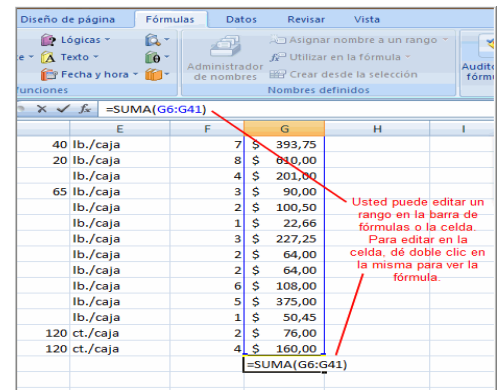 Diseño de página Fórmulas Datos Revisar Vista
Lógicas Asignar nombre a un rango
Texto Utilizar en la fórmula
Fecha y hora Administrador de nombres Crear desde la selección
Nombres definidos
fx =SUMA(G6:G41)
E F G H I
40 lb./caja 7 $ 393,75
20 lb./caja 8 $ 610,00
lb./caja 4 $ 201,00
65 lb./caja 3 $ 90,00
lb./caja 2 $ 100,50
lb./caja 1 $ 22,66
lb./caja 3 $ 227,25
lb./caja 2 $ 64,00
lb./caja 2 $ 64,00
lb./caja 6 $ 108,00
lb./caja 5 $ 375,00
lb./caja 1 $ 50,45
120 ct./caja 2 $ 76,00
120 ct./caja 4 $ 160,00
=SUMA(G6:G41)
Usted puede editar un
rango en la barra de
fórmulas o la celda.
Para editar en la
celda, dé doble clic en
la misma para ver la
fórmula.